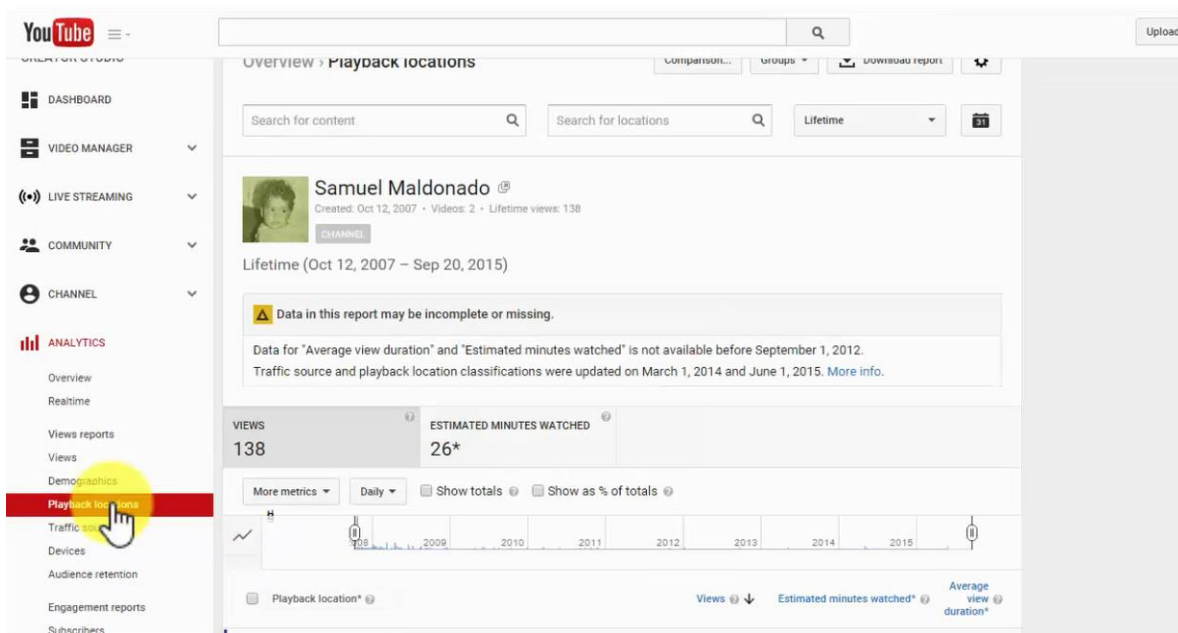 YouTube
Upload
CREATOR STUDIO
DASHBOARD
VIDEO MANAGER
LIVE STREAMING
COMMUNITY
CHANNEL
ANALYTICS
Overview
Realtime
Views reports
Views
Demographics
Playback locations
Traffic
Devices
Audience retention
Engagement reports
Subscribers
Overview › Playback locations
Comparison...
Groups
Download report
Search for content
Search for locations
Lifetime
31
Samuel Maldonado
Created: Oct 12, 2007 • Videos: 2 • Lifetime views: 138
CHANNEL
Lifetime (Oct 12, 2007 – Sep 20, 2015)
Data in this report may be incomplete or missing.
Data for "Average view duration" and "Estimated minutes watched" is not available before September 1, 2012.
Traffic source and playback location classifications were updated on March 1, 2014 and June 1, 2015. More info.
VIEWS ?
138
ESTIMATED MINUTES WATCHED ?
26*
More metrics
Daily
Show totals ?
Show as % of totals ?
H
2009 2010 2011 2012 2013 2014 2015
Playback location* ?
Views ?
Estimated minutes watched* ?
Average
view ?
duration*